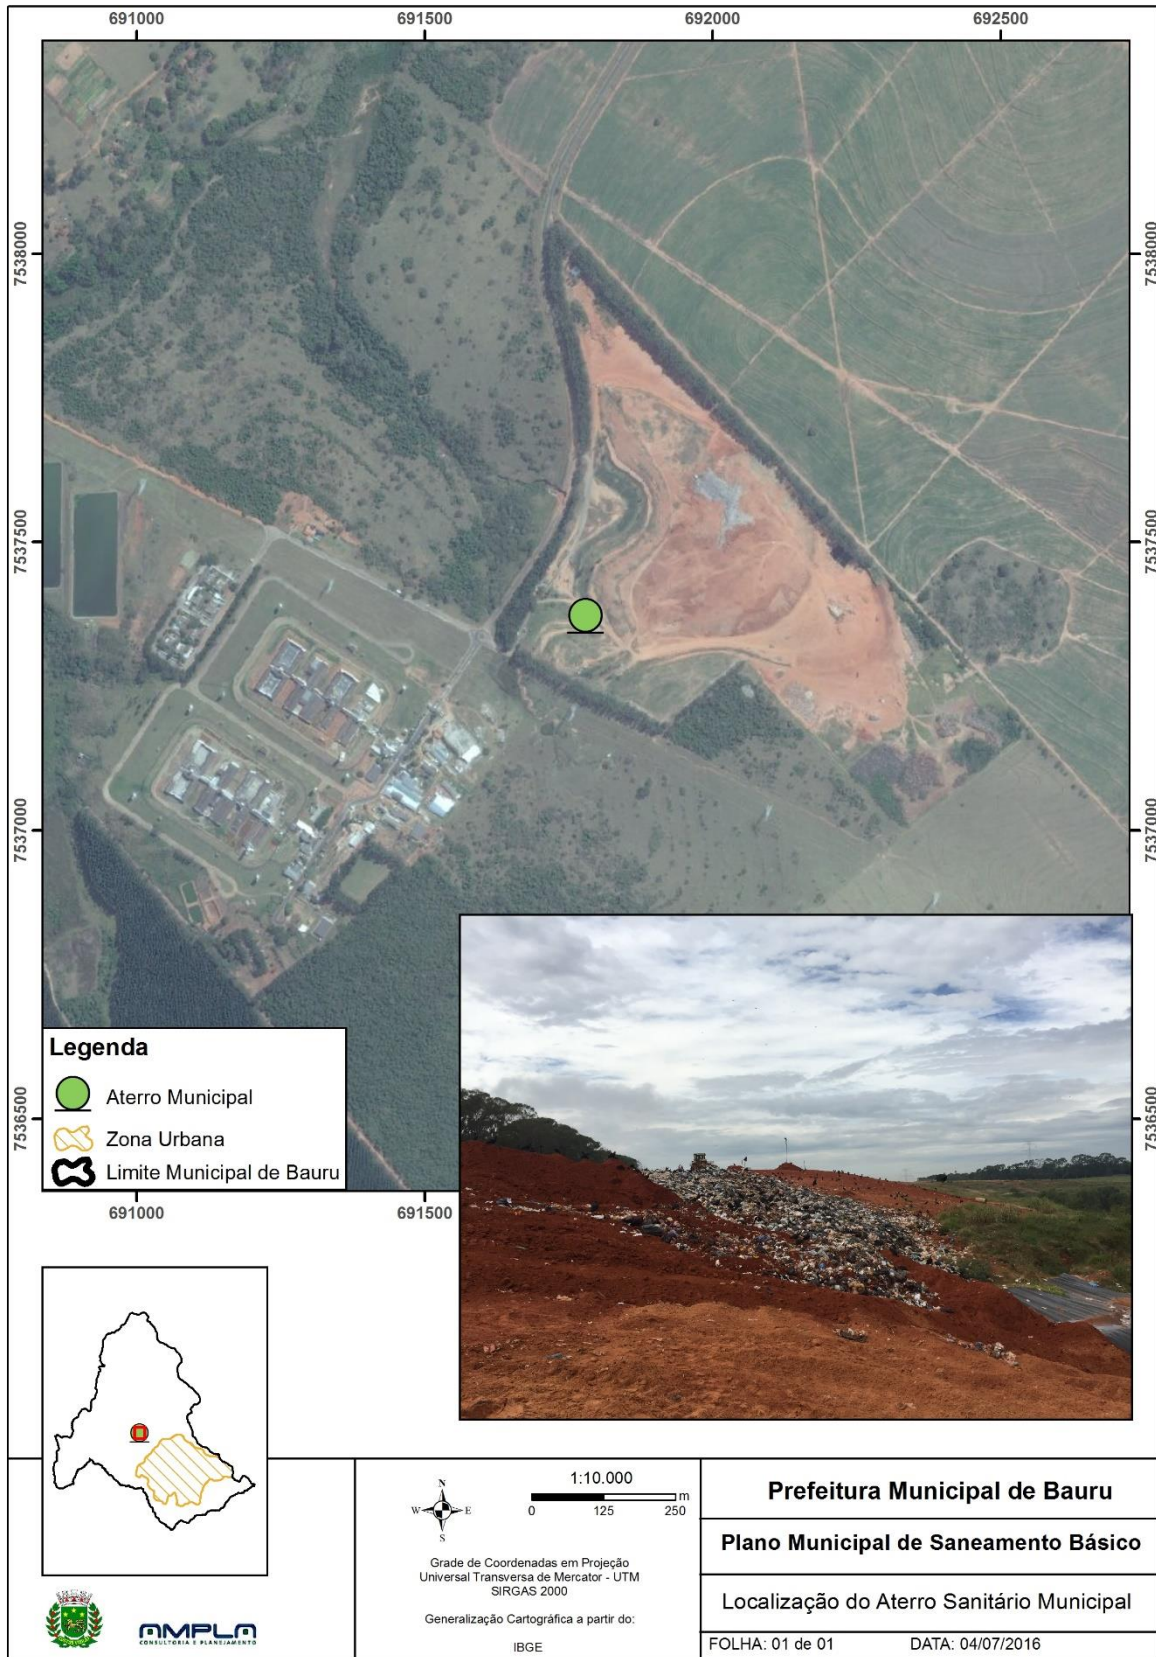 691000 691500 692000 692500
7538000 7538000
7537500 7537500
7537000 7537000
7536500 7536500
Legenda
Aterro Municipal
Zona Urbana
Limite Municipal de Bauru
691000 691500
1:10.000
0 125 250 m
N
W E
S
Grade de Coordenadas em Projeção
Universal Transversa de Mercator - UTM
SIRGAS 2000
Generalização Cartográfica a partir do:
IBGE
Prefeitura Municipal de Bauru
Plano Municipal de Saneamento Básico
Localização do Aterro Sanitário Municipal
FOLHA: 01 de 01 DATA: 04/07/2016
AMPLA
CONSULTORIA E PLANEJAMENTO